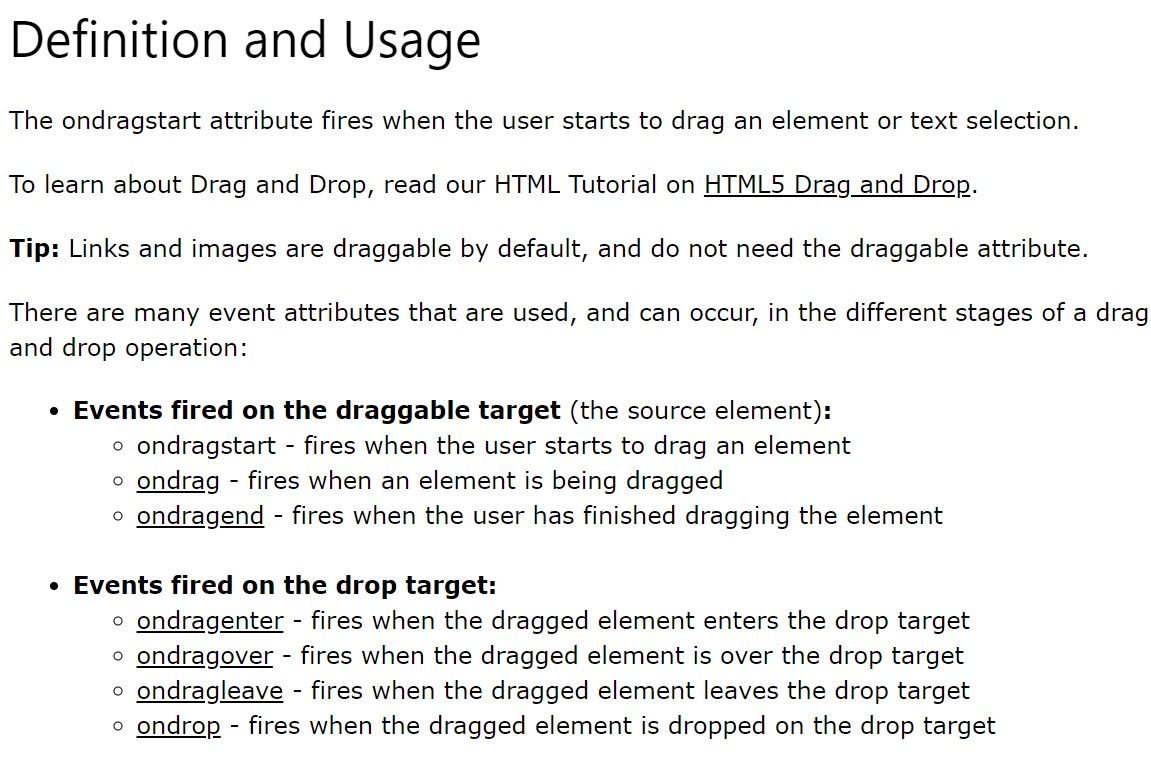 Definition and Usage
The ondragstart attribute fires when the user starts to drag an element or text selection.
To learn about Drag and Drop, read our HTML Tutorial on HTML5 Drag and Drop.
Tip: Links and images are draggable by default, and do not need the draggable attribute.
There are many event attributes that are used, and can occur, in the different stages of a drag
and drop operation:
• Events fired on the draggable target (the source element):
◦ ondragstart - fires when the user starts to drag an element
◦ ondrag - fires when an element is being dragged
◦ ondragend - fires when the user has finished dragging the element
• Events fired on the drop target:
◦ ondragenter - fires when the dragged element enters the drop target
◦ ondragover - fires when the dragged element is over the drop target
◦ ondragleave - fires when the dragged element leaves the drop target
◦ ondrop - fires when the dragged element is dropped on the drop target